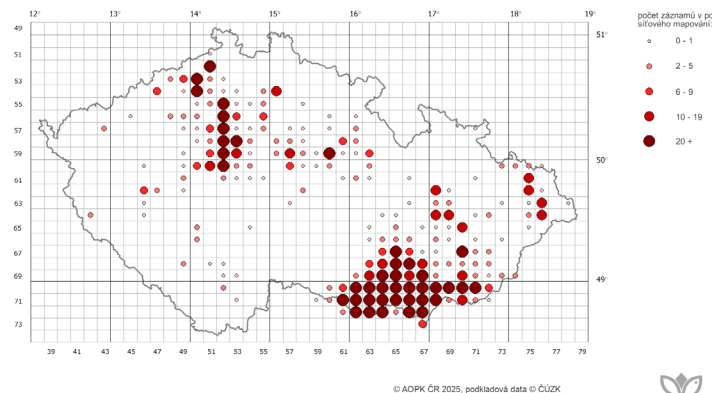 12° 13° 14° 15° 16° 17° 18° 19°
počet záznamů v po
síťového mapování:
49
51°
0 - 1
51
2 - 5
53
6 - 9
55
10 - 19
57
20 +
59
50°
61
63
65
67
69
49°
71
73
39 41 43 45 47 49 51 53 55 57 59 61 63 65 67 69 71 73 75 77 79
© AOPK ČR 2025, podkladová data © ČÚZK